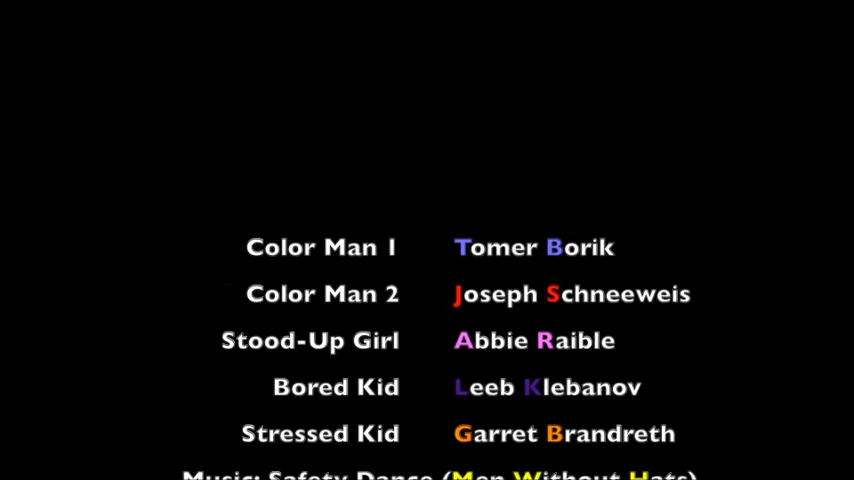 Color Man 1 Tomer Borik
Color Man 2 Joseph Schneeweis
Stood-Up Girl Abbie Raible
Bored Kid Leeb Klebanov
Stressed Kid Garret Brandreth
Music: Safety Dance (Men Without Hats)